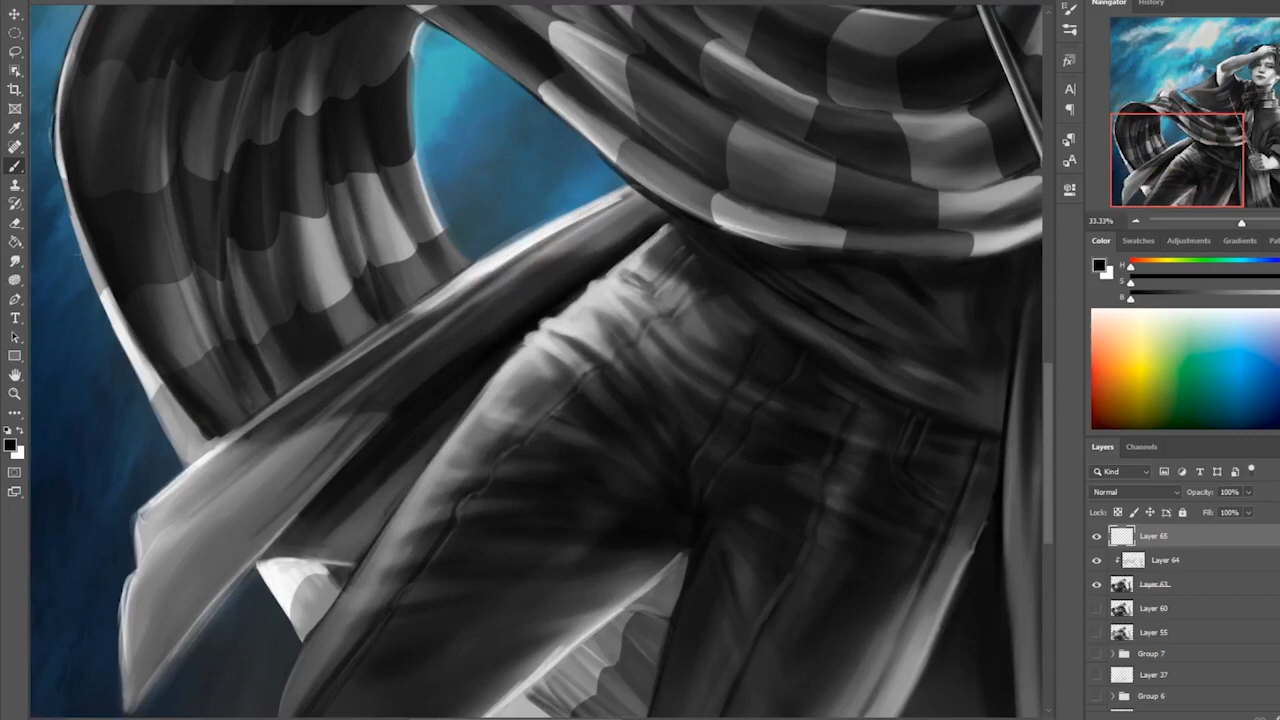 Navigator History
33.33%
Color Swatches Adjustments Gradients Pa
H
S
B
Layers Channels
Kind
Normal Opacity: 100%
Lock: Fill: 100%
Layer 65
Layer 64
Layer 63
Layer 60
Layer 55
Group 7
Layer 37
Group 6